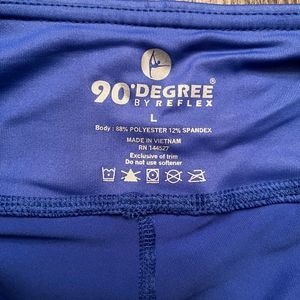 90°DEGREE®
BY REFLEX
L
Body : 88% POLYESTER 12% SPANDEX
MADE IN VIETNAM
RN 144527
Exclusive of trim
Do not use softener